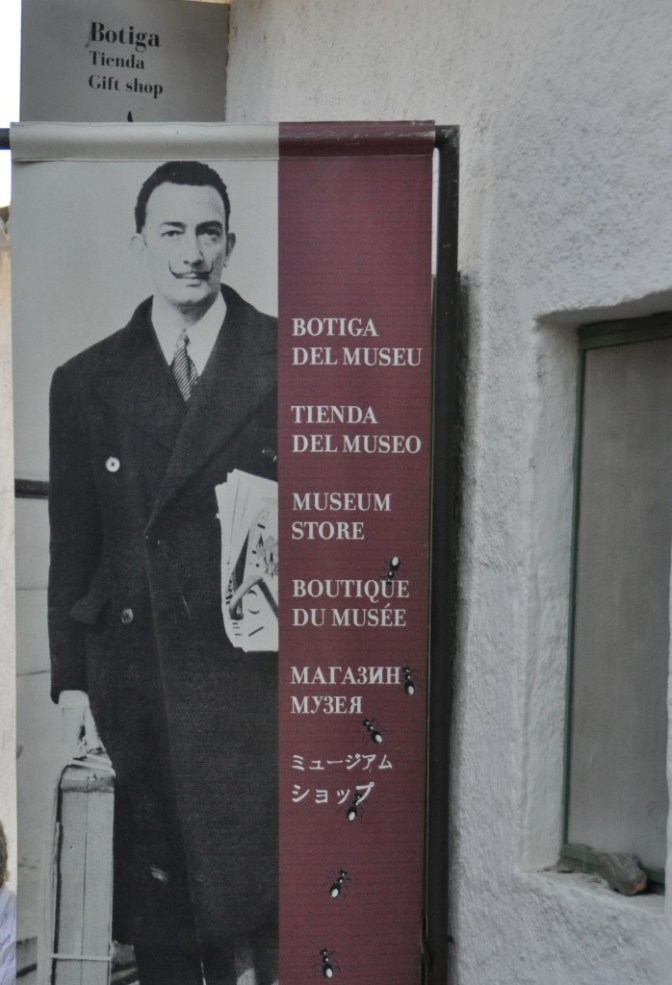 Botiga
Tienda
Gift shop
BOTIGA
DEL MUSEU
TIENDA
DEL MUSEO
MUSEUM
STORE
BOUTIQUE
DU MUSÉE
МАГАЗИН
МУЗЕЯ
ミュージアム
ショップ